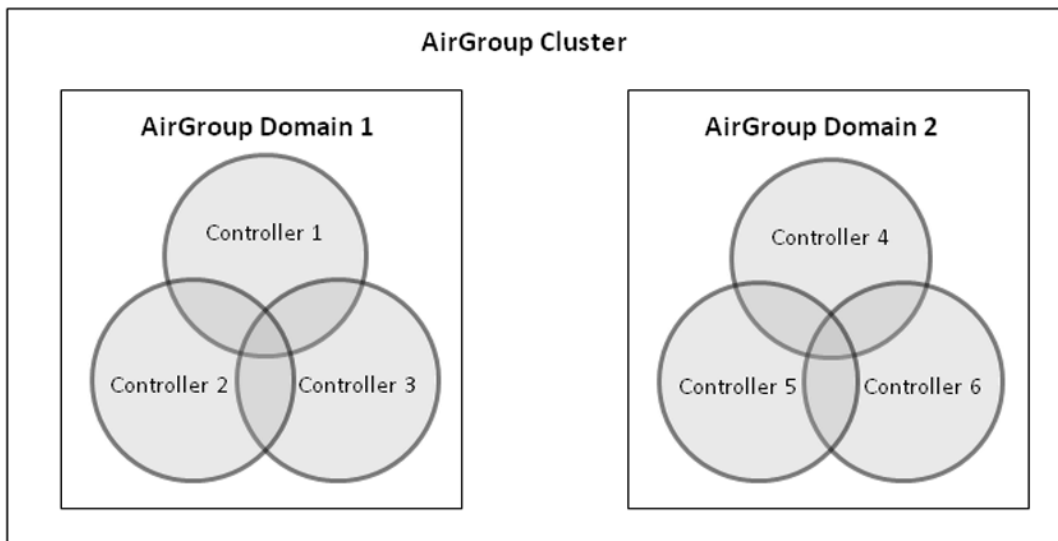 AirGroup Cluster
AirGroup Domain 1
Controller 1
Controller 2
Controller 3
AirGroup Domain 2
Controller 4
Controller 5
Controller 6